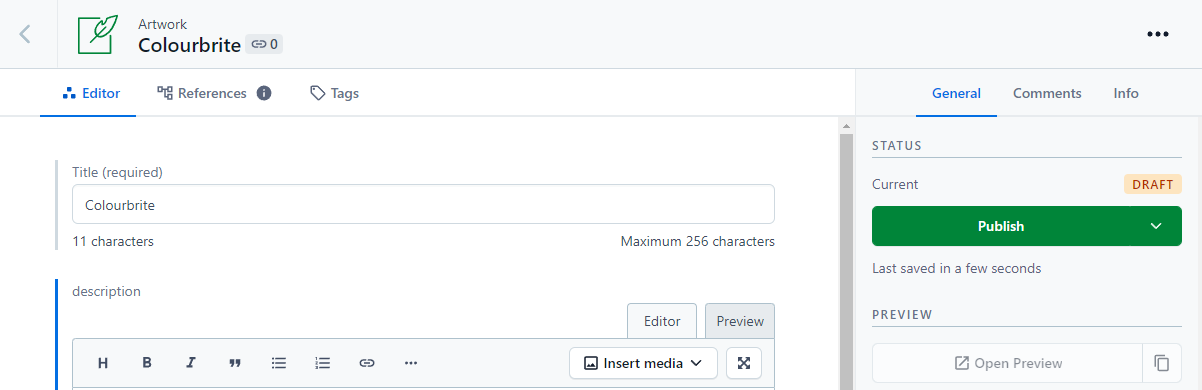 Artwork
Colourbrite 0
Editor References i Tags
General Comments Info
Title (required)
Colourbrite
11 characters Maximum 256 characters
description
Editor Preview
H B I Insert media
STATUS
Current DRAFT
Publish
Last saved in a few seconds
PREVIEW
Open Preview